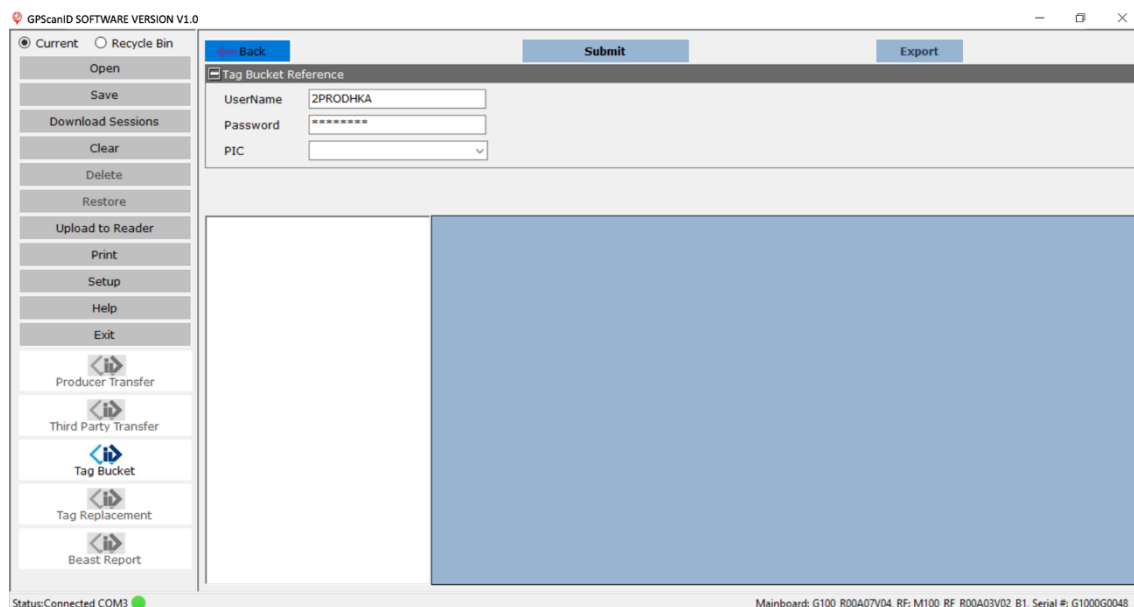 GPScanID SOFTWARE VERSION V1.0
Current Recycle Bin
Open
Save
Download Sessions
Clear
Delete
Restore
Upload to Reader
Print
Setup
Help
Exit
Producer Transfer
Third Party Transfer
Tag Bucket
Tag Replacement
Beast Report
Back Submit Export
Tag Bucket Reference
UserName 2PRODHKA
Password ********
PIC
Status:Connected COM3
Mainboard: G100_R00A07V04, RF: M100_RF_R00A03V02_B1, Serial #: G1000G0048